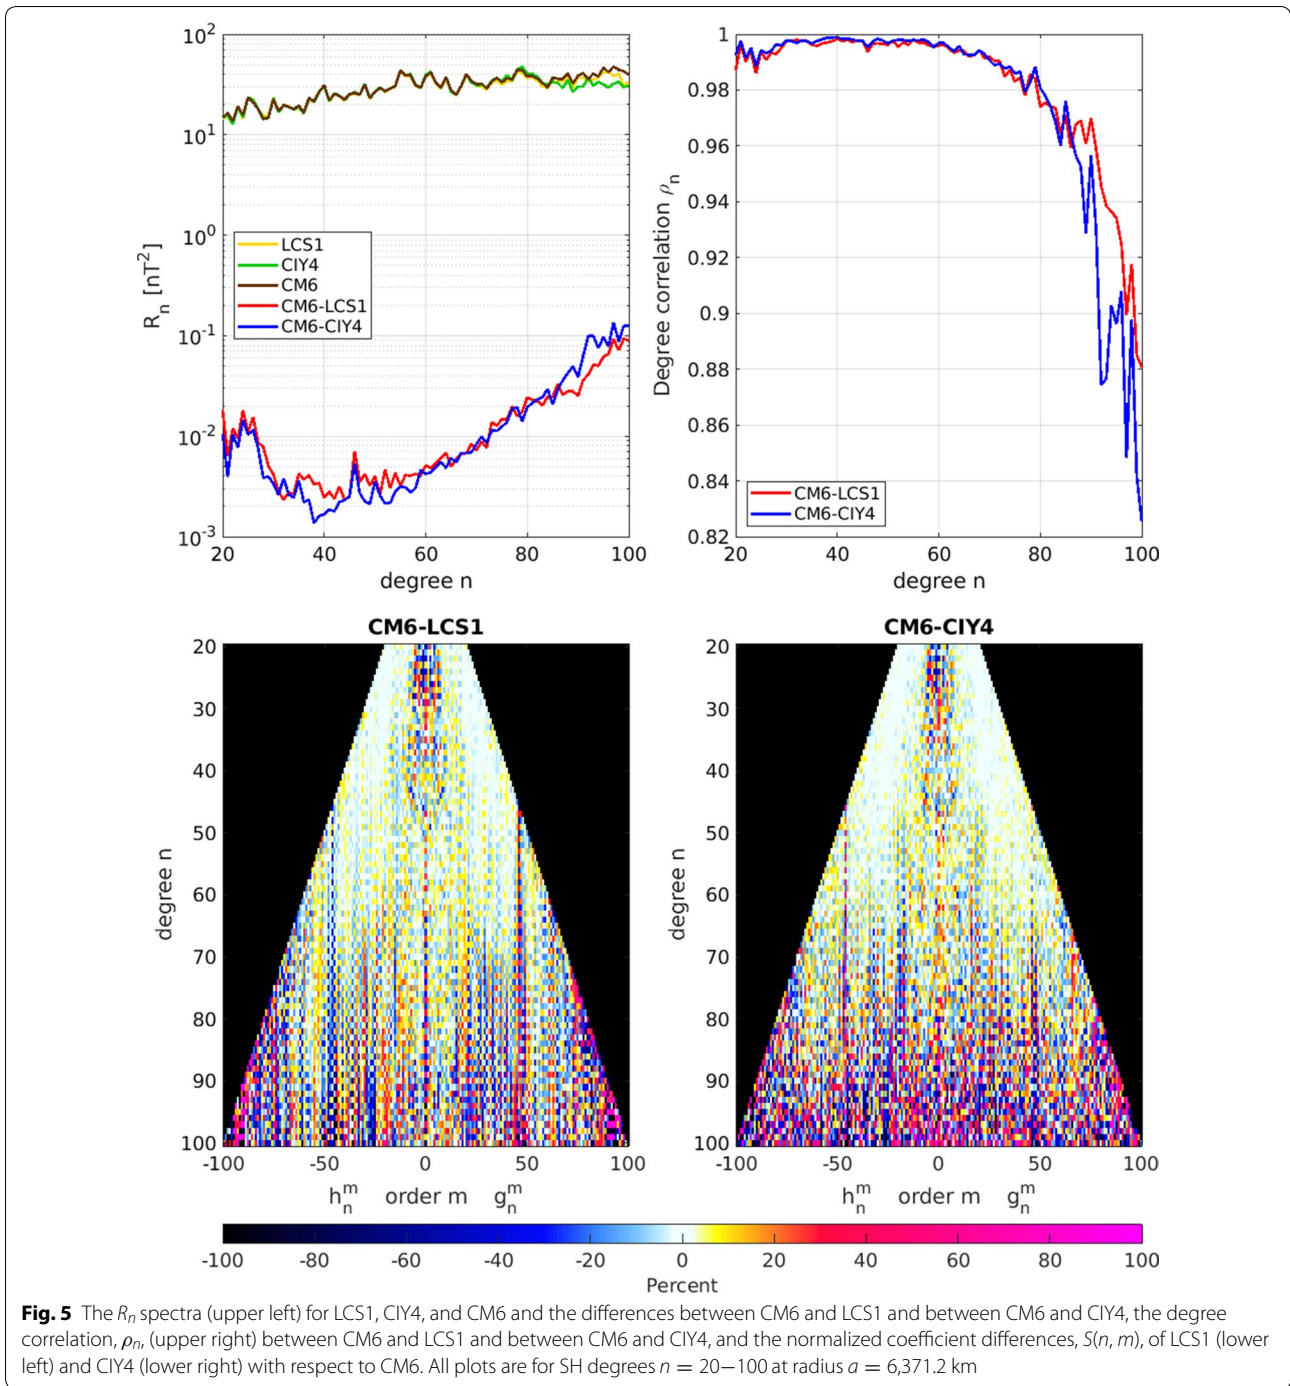 10²
10¹
10⁰
10⁻¹
10⁻²
10⁻³
R_n [nT²]
LCS1
CIY4
CM6
CM6-LCS1
CM6-CIY4
20 40 60 80 100
degree n
1
0.98
0.96
0.94
0.92
0.9
0.88
0.86
0.84
0.82
Degree correlation ρ_n
CM6-LCS1
CM6-CIY4
20 40 60 80 100
degree n
CM6-LCS1
20
30
40
50
60
70
80
90
100
degree n
-100 -50 0 50 100
h_n^m order m g_n^m
CM6-CIY4
20
30
40
50
60
70
80
90
100
degree n
-100 -50 0 50 100
h_n^m order m g_n^m
-100 -80 -60 -40 -20 0 20 40 60 80 100
Percent
Fig. 5 The R_n spectra (upper left) for LCS1, CIY4, and CM6 and the differences between CM6 and LCS1 and between CM6 and CIY4, the degree
correlation, ρ_n, (upper right) between CM6 and LCS1 and between CM6 and CIY4, and the normalized coefficient differences, S(n, m), of LCS1 (lower
left) and CIY4 (lower right) with respect to CM6. All plots are for SH degrees n = 20−100 at radius a = 6,371.2 km